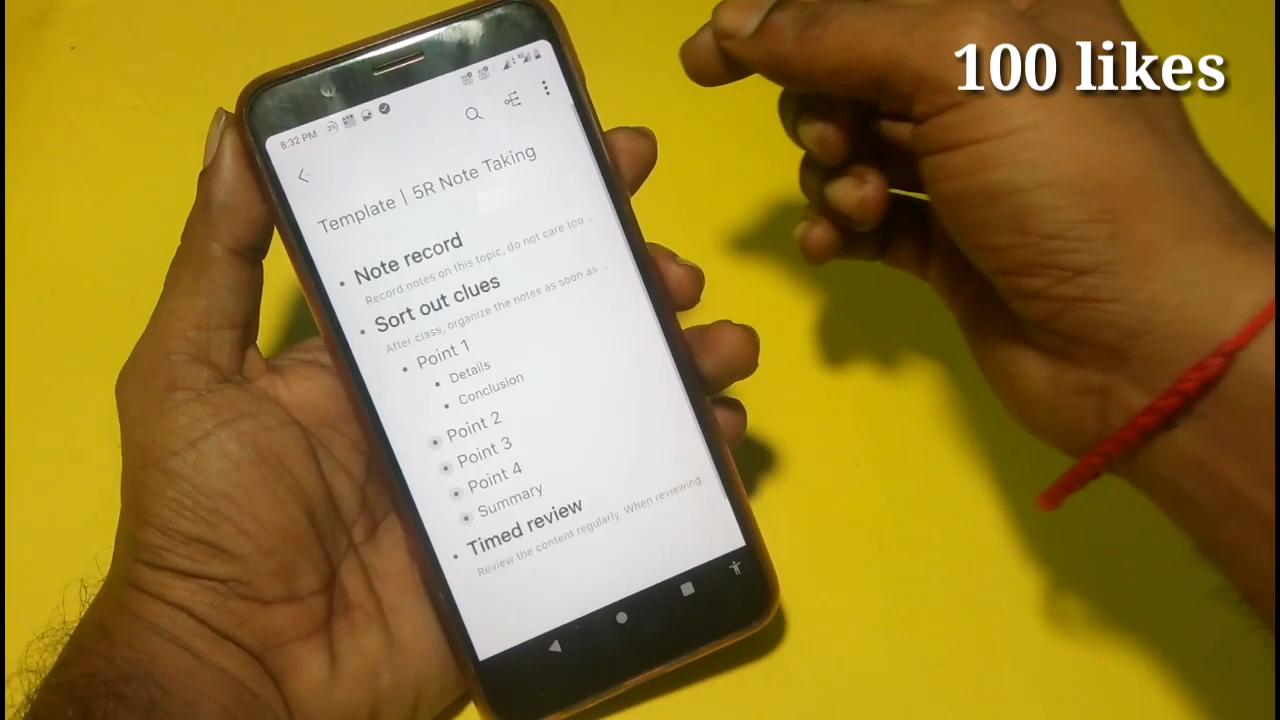 100 likes
8:32 PM
Template | 5R Note Taking
Note record
Record notes on this topic, do not care too ...
Sort out clues
After class, organize the notes as soon as ...
Point 1
Details
Conclusion
Point 2
Point 3
Point 4
Summary
Timed review
Review the content regularly. When reviewing,